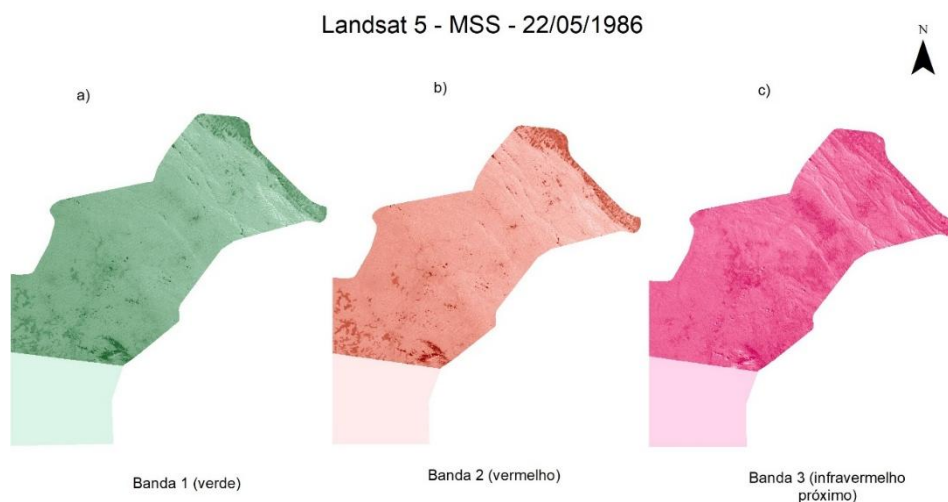 Landsat 5 - MSS - 22/05/1986
N
a)
b)
c)
Banda 1 (verde)
Banda 2 (vermelho)
Banda 3 (infravermelho
próximo)